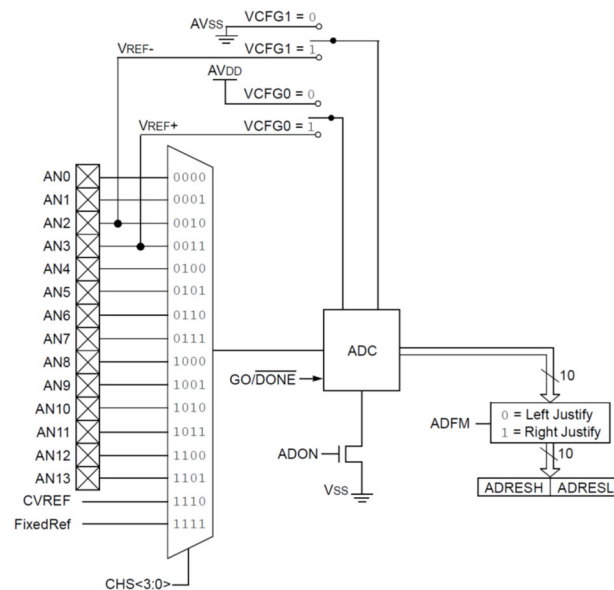 AVSS
VCFG1 = 0
VREF-
VCFG1 = 1
AVDD
VCFG0 = 0
VREF+
VCFG0 = 1
AN0 0000
AN1 0001
AN2 0010
AN3 0011
AN4 0100
AN5 0101
AN6 0110
AN7 0111
AN8 1000
AN9 1001
AN10 1010
AN11 1011
AN12 1100
AN13 1101
CVREF 1110
FixedRef 1111
CHS<3:0>
ADC
GO/DONE
ADON
VSS
10
ADFM
0 = Left Justify
1 = Right Justify
10
ADRESH ADRESL